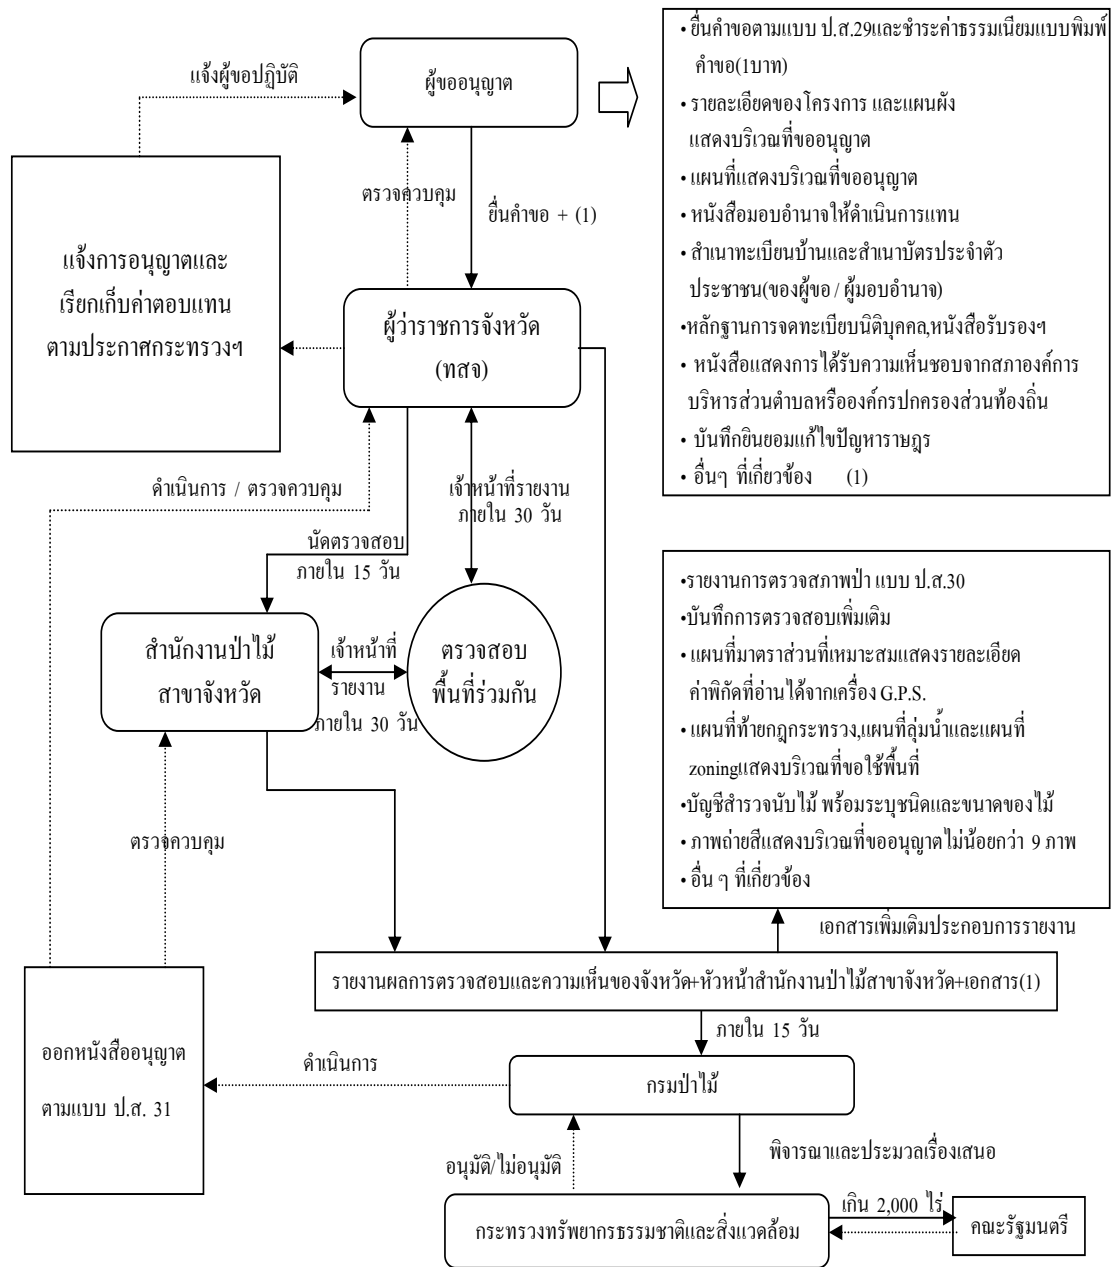 • ยื่นคำขอตามแบบ ป.ส.29และชำระค่าธรรมเนียมแบบพิมพ์
คำขอ(1บาท)
• รายละเอียดของโครงการ และแผนผัง
แสดงบริเวณที่ขออนุญาต
• แผนที่แสดงบริเวณที่ขออนุญาต
• หนังสือมอบอำนาจให้ดำเนินการแทน
• สำเนาทะเบียนบ้านและสำเนาบัตรประจำตัว
ประชาชน(ของผู้ขอ / ผู้มอบอำนาจ)
•หลักฐานการจดทะเบียบนิติบุคคล,หนังสือรับรองฯ
• หนังสือแสดงการได้รับความเห็นชอบจากสภาองค์การ
บริหารส่วนตำบลหรือองค์กรปกครองส่วนท้องถิ่น
• บันทึกยินยอมแก้ไขปัญหาราษฎร
• อื่นๆ ที่เกี่ยวข้อง (1)
แจ้งผู้ขอปฏิบัติ
ผู้ขออนุญาต
ตรวจควบคุม
ยื่นคำขอ + (1)
แจ้งการอนุญาตและ
เรียกเก็บค่าตอบแทน
ตามประกาศกระทรวงฯ
ผู้ว่าราชการจังหวัด
(ทสจ)
ดำเนินการ / ตรวจควบคุม
เจ้าหน้าที่รายงาน
ภายใน 30 วัน
นัดตรวจสอบ
ภายใน 15 วัน
สำนักงานป่าไม้
สาขาจังหวัด
เจ้าหน้าที่
รายงาน
ภายใน 30 วัน
ตรวจสอบ
พื้นที่ร่วมกัน
•รายงานการตรวจสภาพป่า แบบ ป.ส.30
•บันทึกการตรวจสอบเพิ่มเติม
• แผนที่มาตราส่วนที่เหมาะสมแสดงรายละเอียด
ค่าพิกัดที่อ่านได้จากเครื่อง G.P.S.
• แผนที่ท้ายกฎกระทรวง,แผนที่ลุ่มน้ำและแผนที่
zoningแสดงบริเวณที่ขอใช้พื้นที่
•บัญชีสำรวจนับไม้ พร้อมระบุชนิดและขนาดของไม้
• ภาพถ่ายสีแสดงบริเวณที่ขออนุญาตไม่น้อยกว่า 9 ภาพ
• อื่น ๆ ที่เกี่ยวข้อง
ตรวจควบคุม
เอกสารเพิ่มเติมประกอบการรายงาน
รายงานผลการตรวจสอบและความเห็นของจังหวัด+หัวหน้าสำนักงานป่าไม้สาขาจังหวัด+เอกสาร(1)
ภายใน 15 วัน
ออกหนังสืออนุญาต
ตามแบบ ป.ส. 31
ดำเนินการ
กรมป่าไม้
อนุมัติ/ไม่อนุมัติ
พิจารณาและประมวลเรื่องเสนอ
กระทรวงทรัพยากรธรรมชาติและสิ่งแวดล้อม
เกิน 2,000 ไร่
คณะรัฐมนตรี